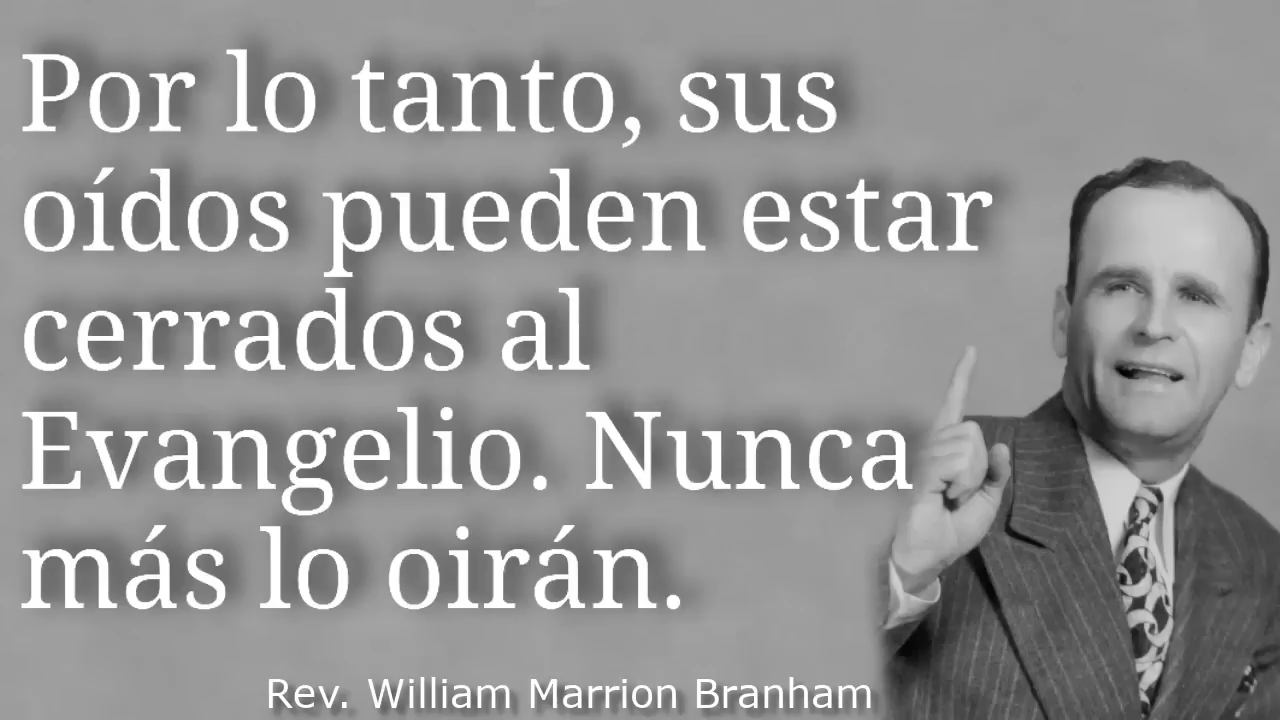 Por lo tanto, sus
oídos pueden estar
cerrados al
Evangelio. Nunca
más lo oirán.
Rev. William Marrion Branham